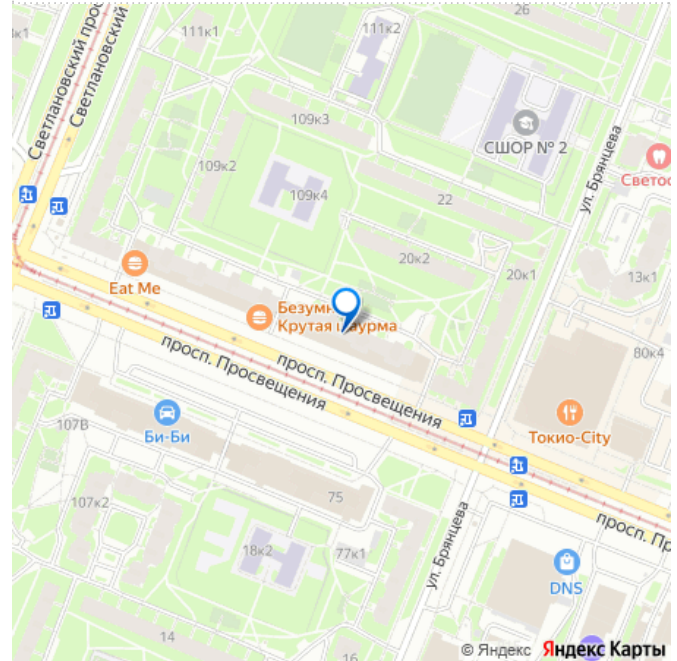 26
111к2
111к1
к1
Светлановский прос
Светлановский
109к3
СШОР № 2
ул. Брянцева
Светос
109к2
109к4
22
20к2
20к1
13к1
Eat Me
Безумн
Крутая шаурма
80к4
просп. Просвещения
просп. Просвещения
107В
Би-Би
Токио-City
75
107к2
просп. Пр
18к2
77к1
ул. Брянцева
DNS
14
16
© Яндекс Яндекс Карты